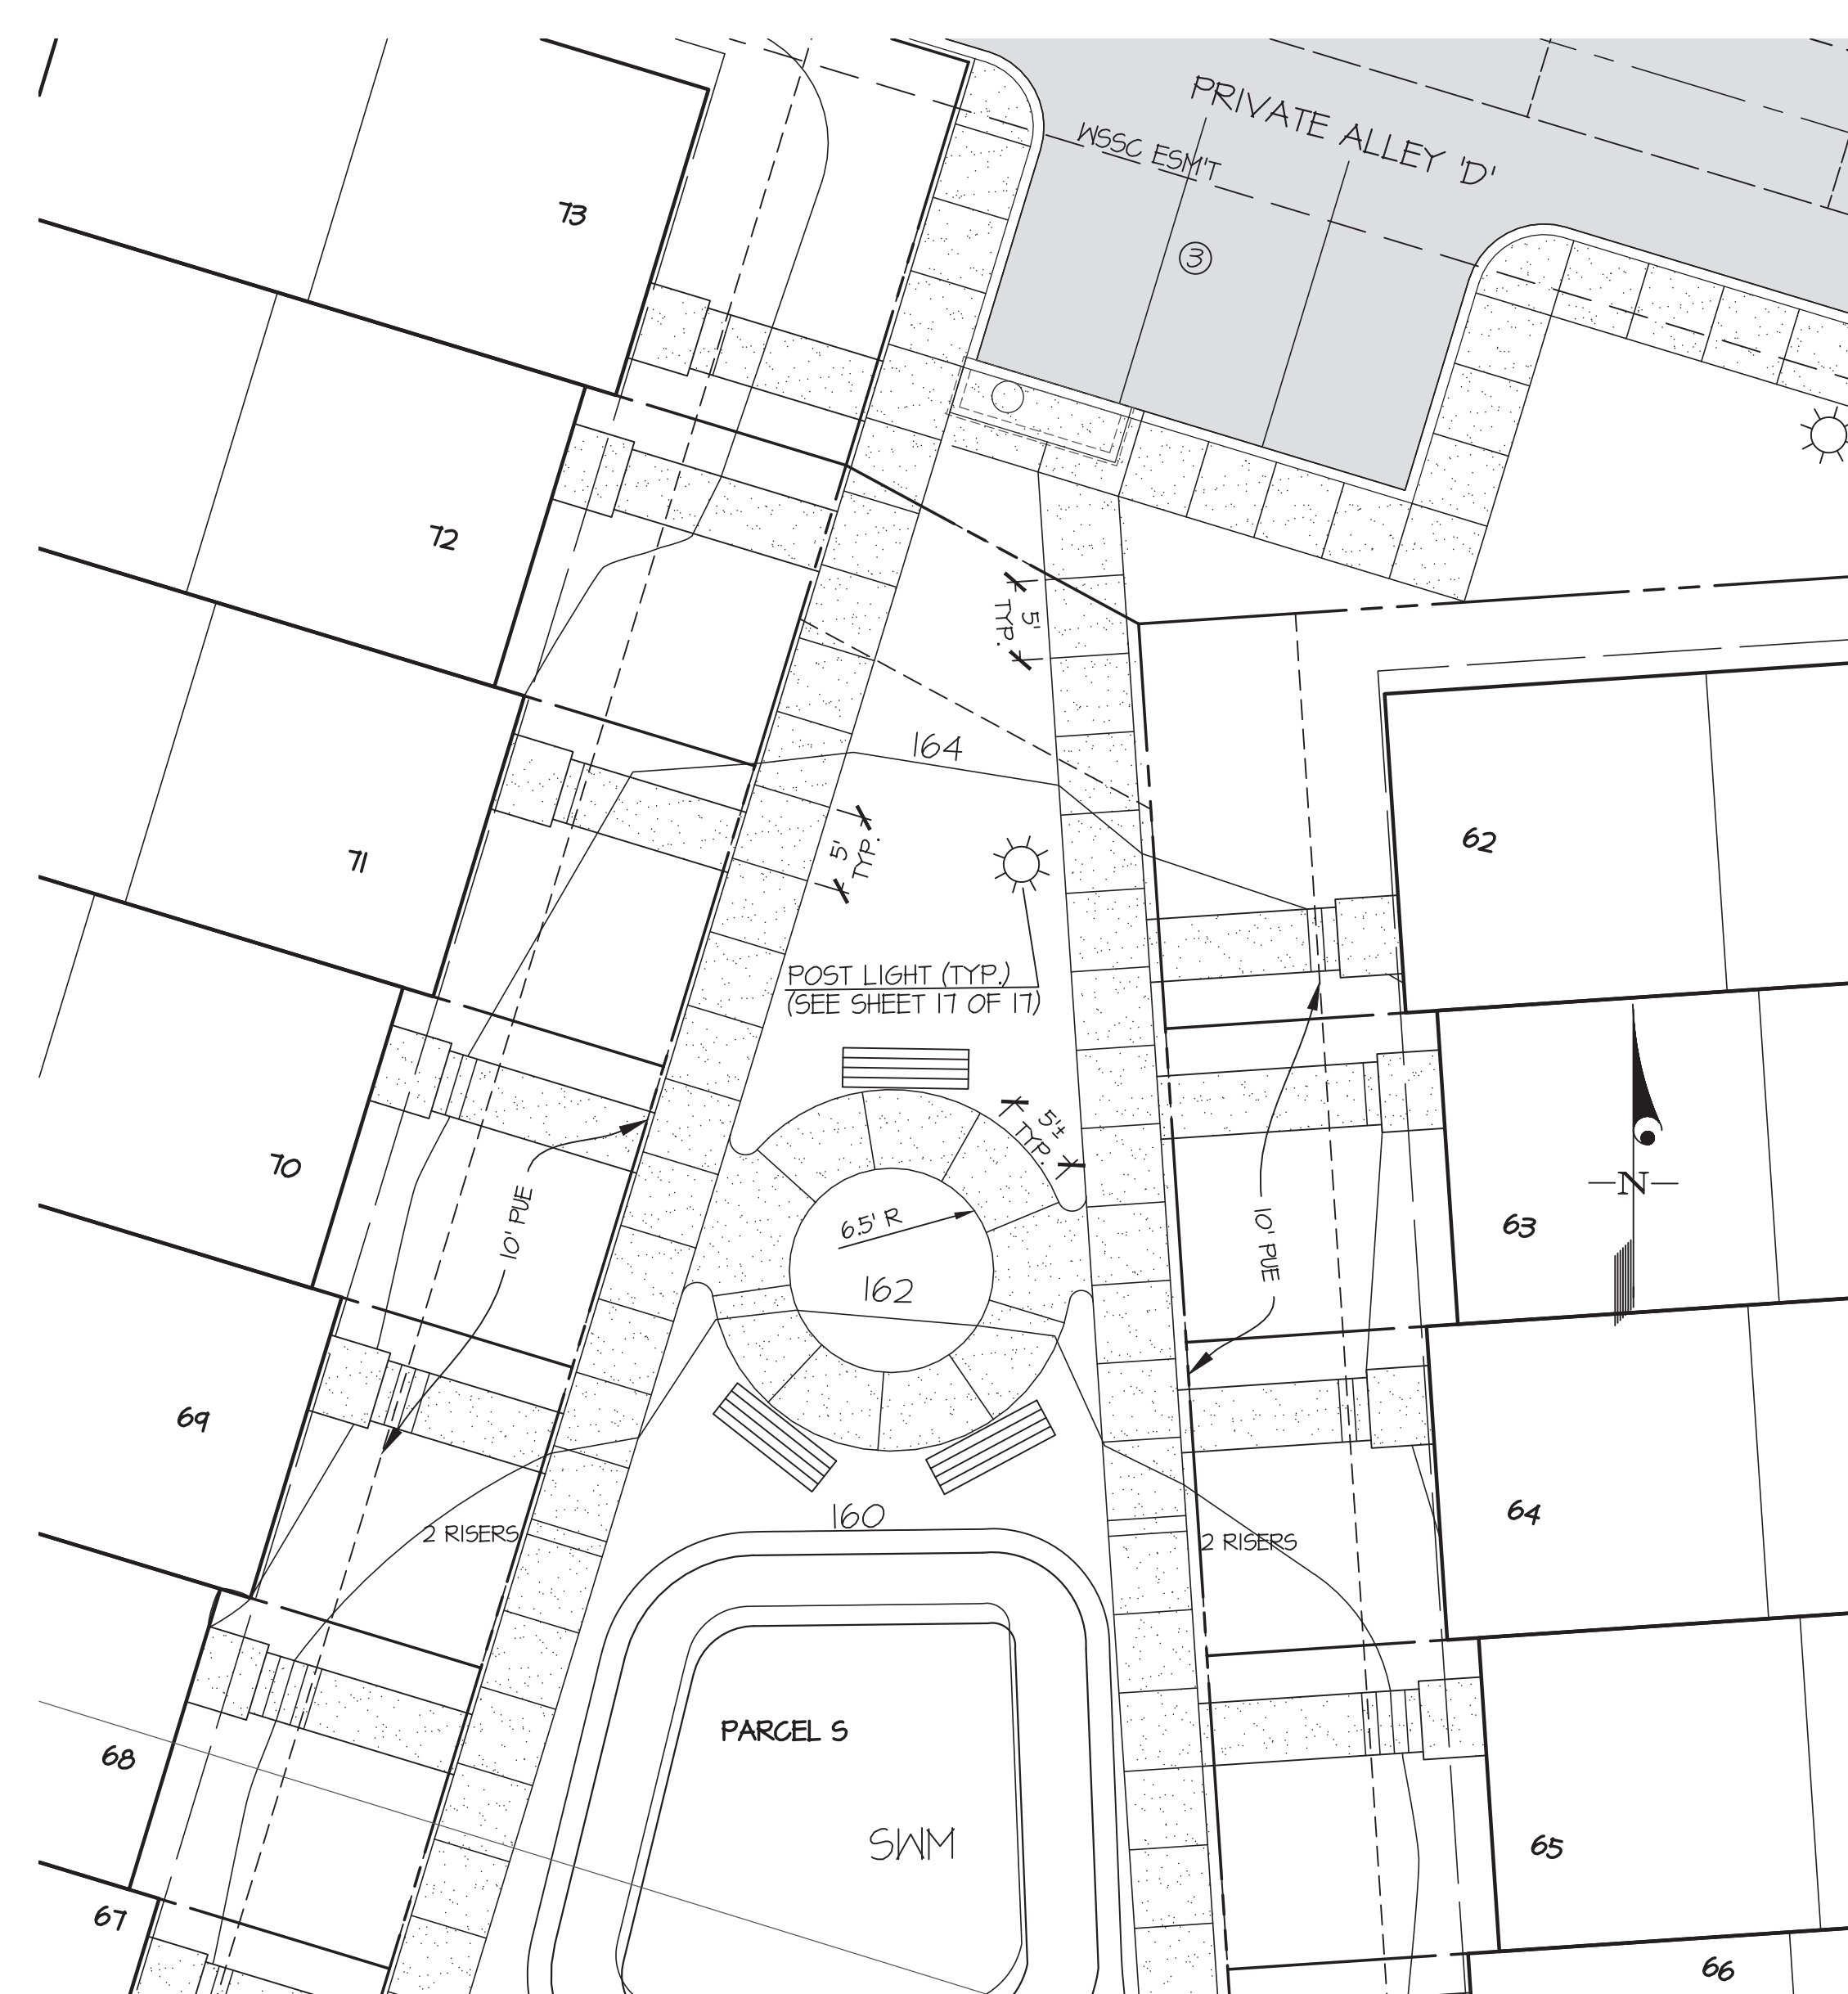 PRIVATE ALLEY 'D'
WSSC ESM'T
3
73
72
5'
TYP.
164
62
71
5'
TYP.
POST LIGHT (TYP.)
(SEE SHEET 17 OF 17)
5'±
TYP.
70
10' PUE
6.5' R
162
10' PUE
N
63
69
160
2 RISERS
2 RISERS
64
PARCEL S
68
SWM
65
67
66